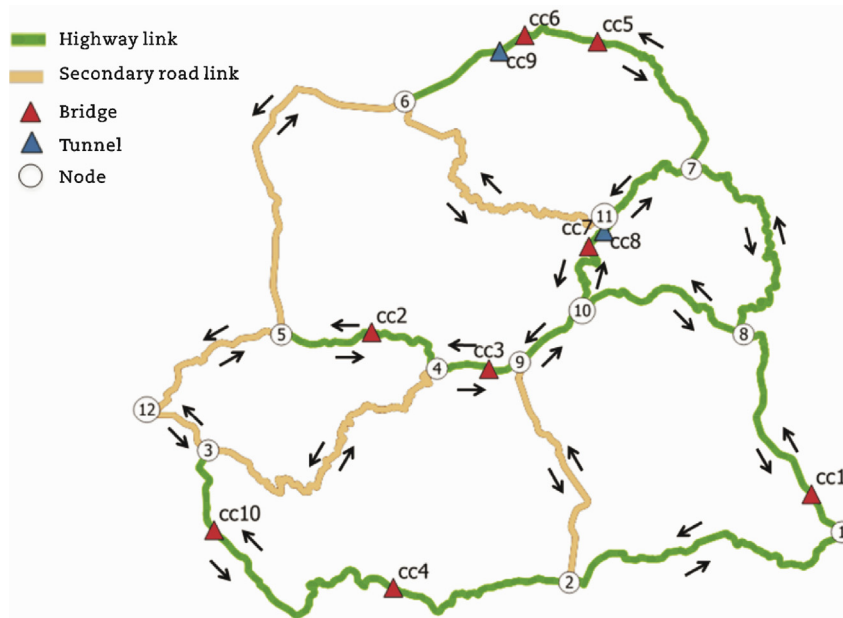 Highway link
Secondary road link
Bridge
Tunnel
Node
cc6
cc5
cc9
6
7
11
cc7
cc8
10
5
cc2
8
cc3
4
9
12
3
cc1
cc10
1
cc4
2